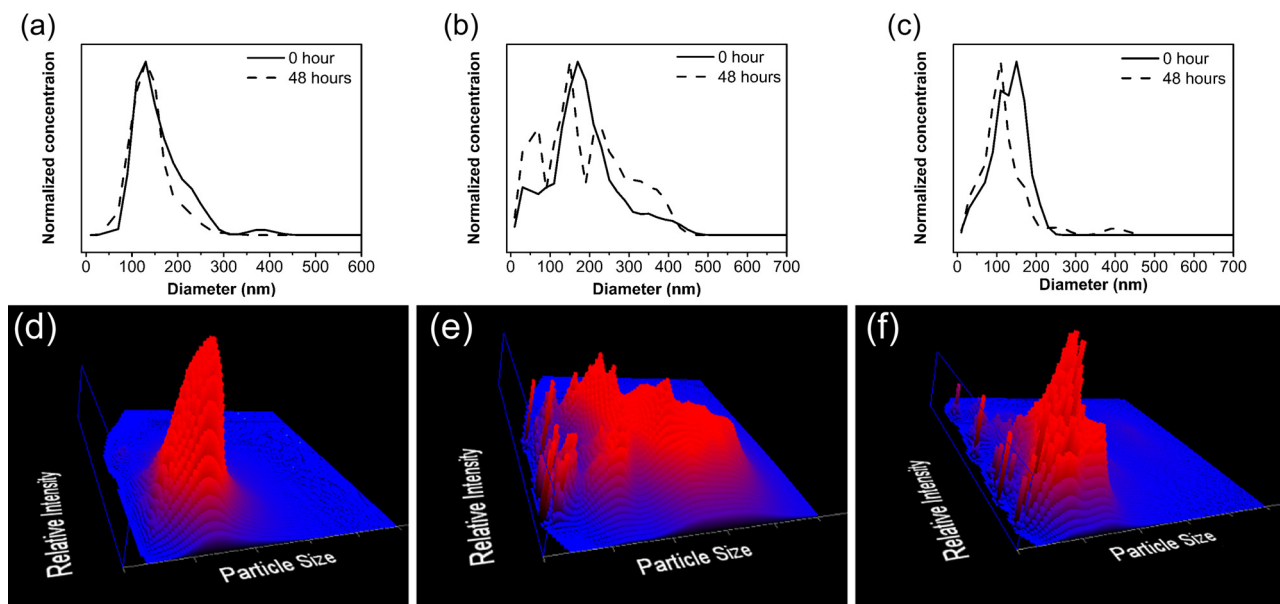 (a)
Normalized concentraion
0 hour
48 hours
0 100 200 300 400 500 600
Diameter (nm)
(b)
Normalized concentraion
0 hour
48 hours
0 100 200 300 400 500 600 700
Diameter (nm)
(c)
Normalized concentraion
0 hour
48 hours
0 100 200 300 400 500 600 700
Diameter (nm)
(d)
Relative Intensity
Particle Size
(e)
Relative Intensity
Particle Size
(f)
Relative Intensity
Particle Size